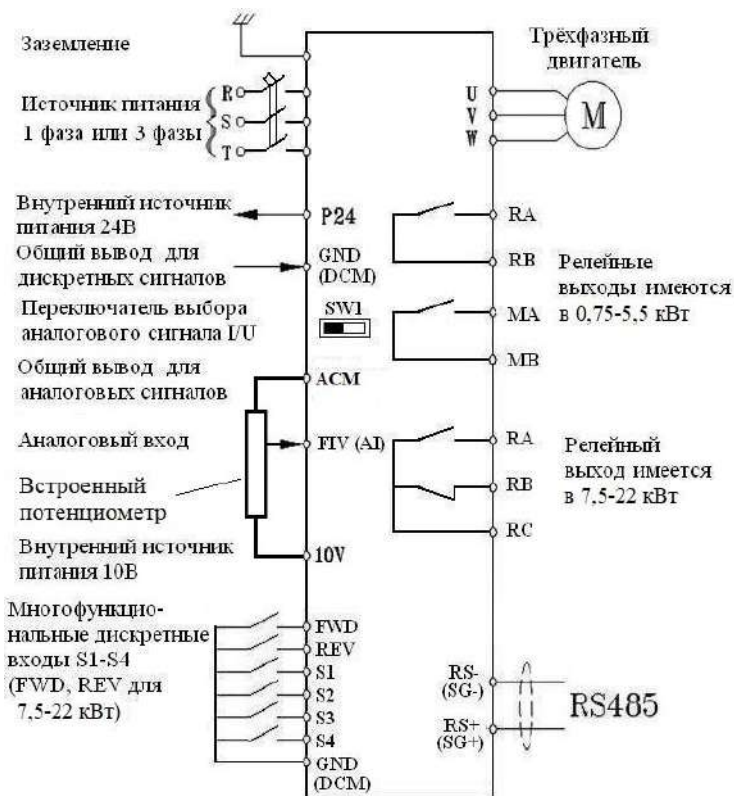 Заземление
Источник питания
1 фаза или 3 фазы
R
S
T
Внутренний источник
питания 24В
Общий вывод для
дискретных сигналов
Переключатель выбора
аналогового сигнала I/U
Общий вывод для
аналоговых сигналов
Аналоговый вход
Встроенный
потенциометр
Внутренний источник
питания 10В
Многофункцио-
нальные дискретные
входы S1-S4
(FWD, REV для
7,5-22 кВт)
P24
GND
(DCM)
SW1
ACM
FIV (AI)
10V
FWD
REV
S1
S2
S3
S4
GND
(DCM)
Трёхфазный
двигатель
U
V
W
M
RA
RB
MA
MB
Релейные
выходы имеются
в 0,75-5,5 кВт
RA
RB
RC
Релейный
выход имеется
в 7,5-22 кВт
RS-
(SG-)
RS+
(SG+)
RS485